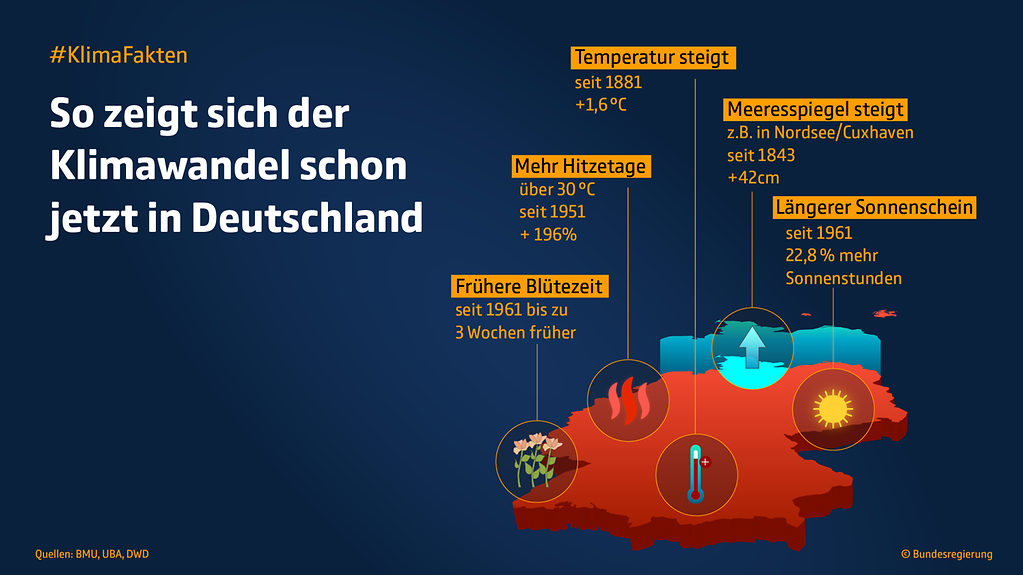 #KlimaFakten
So zeigt sich der
Klimawandel schon
jetzt in Deutschland
Temperatur steigt
seit 1881
+1,6 °C
Meeresspiegel steigt
z.B. in Nordsee/Cuxhaven
seit 1843
+42cm
Mehr Hitzetage
über 30 °C
seit 1951
+ 196%
Längerer Sonnenschein
seit 1961
22,8 % mehr
Sonnenstunden
Frühere Blütezeit
seit 1961 bis zu
3 Wochen früher
Quellen: BMU, UBA, DWD
© Bundesregierung